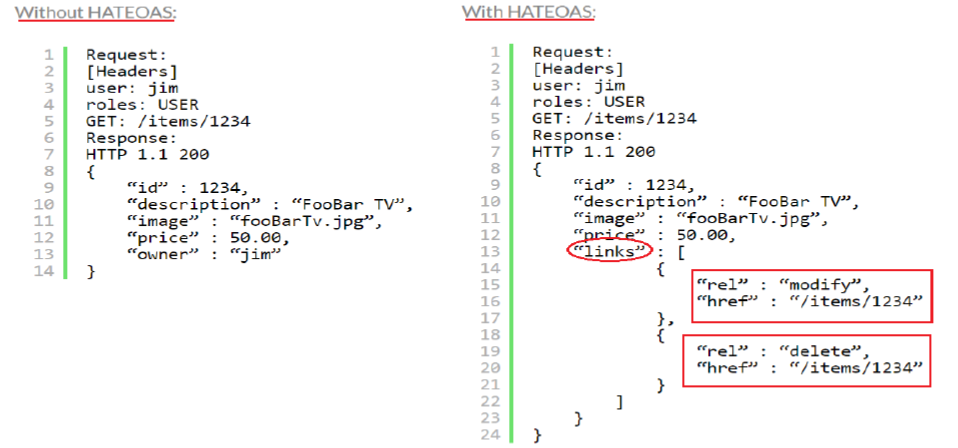 Without HATEOAS:
1 Request:
2 [Headers]
3 user: jim
4 roles: USER
5 GET: /items/1234
6 Response:
7 HTTP 1.1 200
8 {
9 “id” : 1234,
10 “description” : “FooBar TV”,
11 “image” : “fooBarTv.jpg”,
12 “price” : 50.00,
13 “owner” : “jim”
14 }
With HATEOAS:
1 Request:
2 [Headers]
3 user: jim
4 roles: USER
5 GET: /items/1234
6 Response:
7 HTTP 1.1 200
8 {
9 “id” : 1234,
10 “description” : “FooBar TV”,
11 “image” : “fooBarTv.jpg”,
12 “price” : 50.00,
13 “links” : [
14 {
15 “rel” : “modify”,
16 “href” : “/items/1234”
17 },
18 {
19 “rel” : “delete”,
20 “href” : “/items/1234”
21 }
22 ]
23 }
24 }